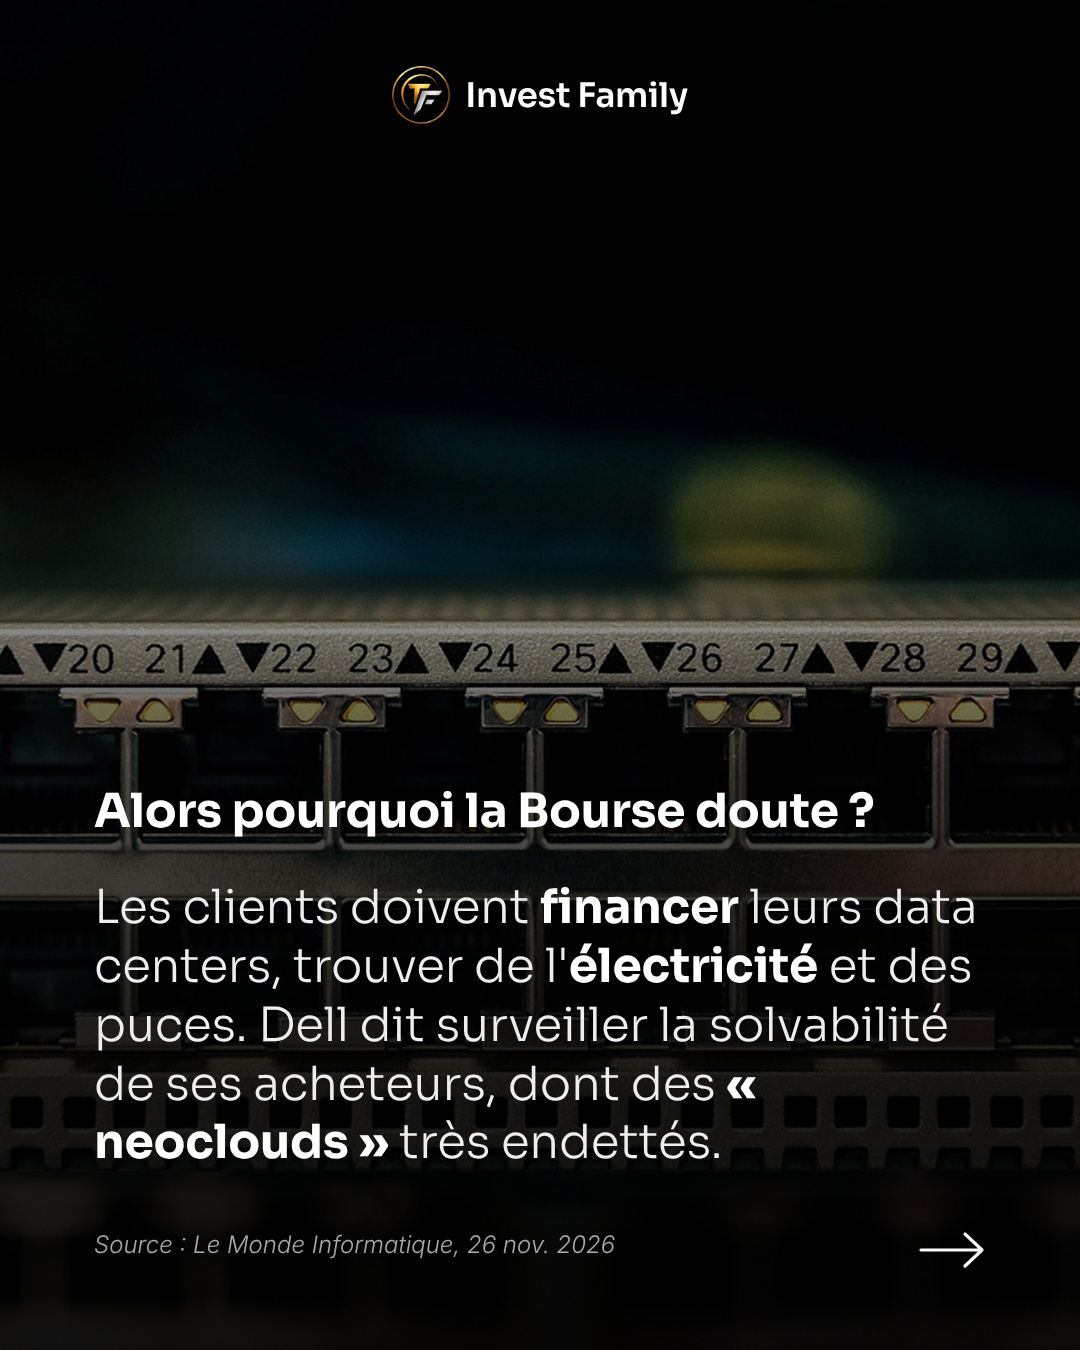 TF Invest Family
▲▼20 21▲▼22 23▲▼24 25▲▼26 27▲▼28 29▲▼
Alors pourquoi la Bourse doute ?
Les clients doivent financer leurs data
centers, trouver de l'électricité et des
puces. Dell dit surveiller la solvabilité
de ses acheteurs, dont des «
neoclouds » très endettés.
Source : Le Monde Informatique, 26 nov. 2026